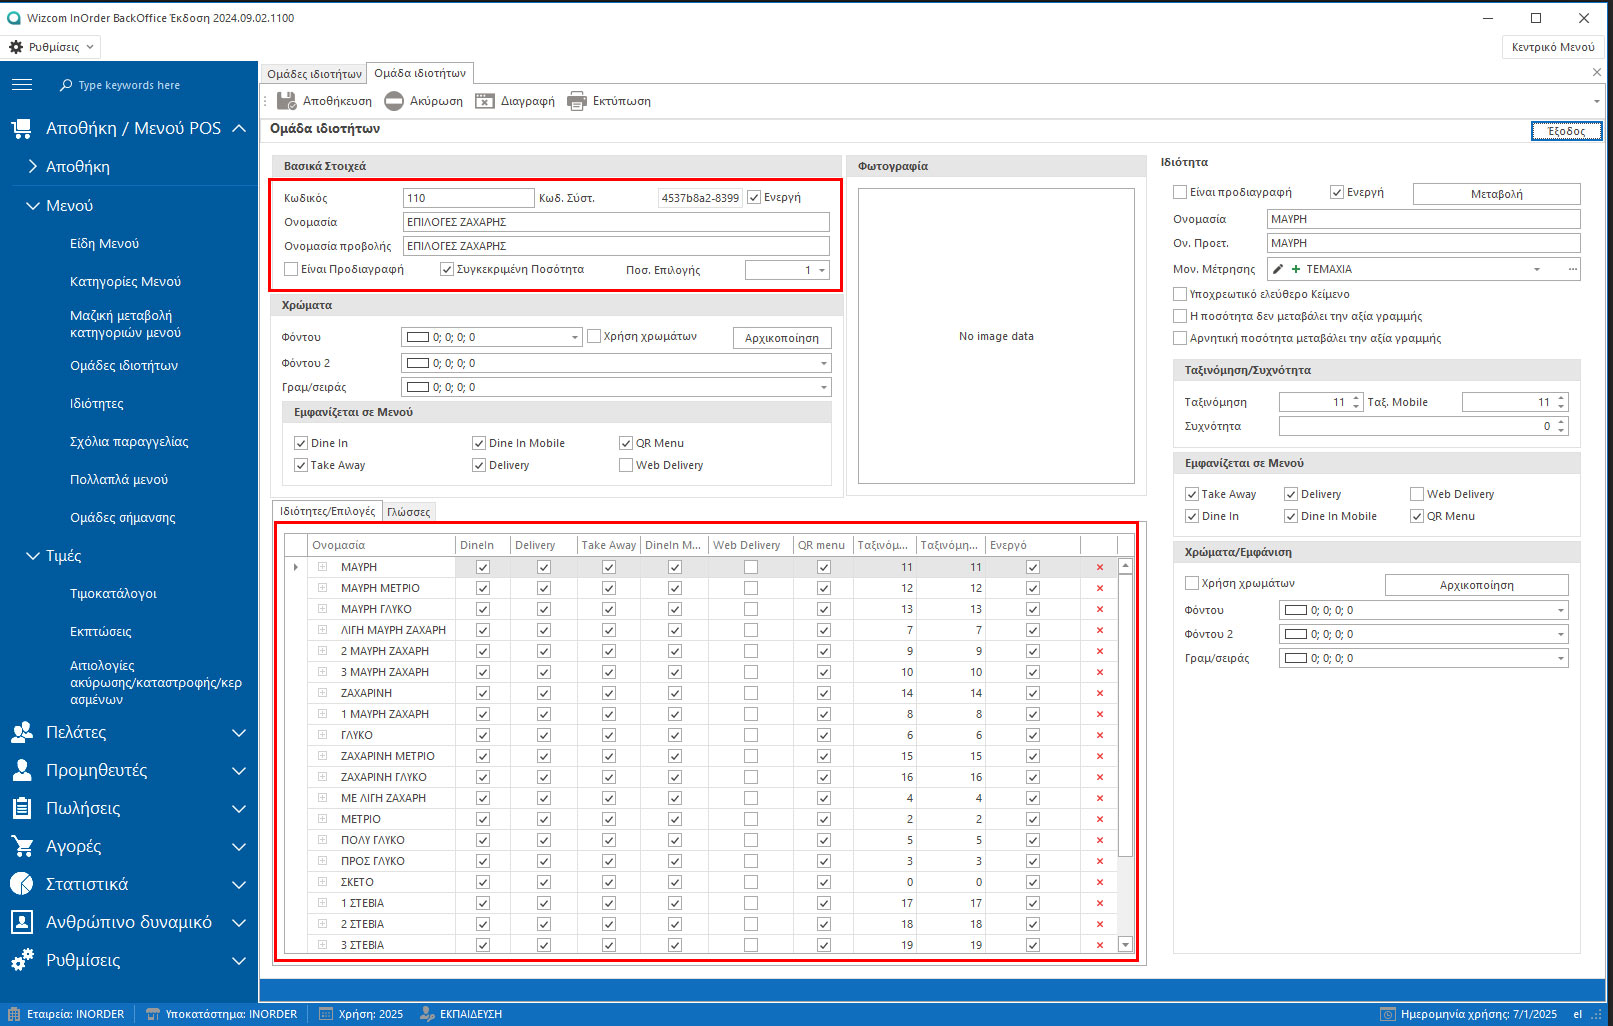 Wizcom InOrder BackOffice Έκδοση 2024.09.02.1100
Ρυθμίσεις
Κεντρικό Μενού
Type keywords here
Αποθήκη / Μενού POS
Αποθήκη
Μενού
Είδη Μενού
Κατηγορίες Μενού
Μαζική μεταβολή
κατηγοριών μενού
Ομάδες ιδιοτήτων
Ιδιότητες
Σχόλια παραγγελίας
Πολλαπλά μενού
Ομάδες σήμανσης
Τιμές
Τιμοκατάλογοι
Εκπτώσεις
Αιτιολογίες
ακύρωσης/καταστροφής/κερ
ασμένων
Πελάτες
Προμηθευτές
Πωλήσεις
Αγορές
Στατιστικά
Ανθρώπινο δυναμικό
Ρυθμίσεις
Ομάδες ιδιοτήτων Ομάδα ιδιοτήτων
Αποθήκευση Ακύρωση Διαγραφή Εκτύπωση
Ομάδα ιδιοτήτων
Έξοδος
Βασικά Στοιχεά
Κωδικός 110 Κωδ. Σύστ. 4537b8a2-8399 Ενεργή
Ονομασία ΕΠΙΛΟΓΕΣ ΖΑΧΑΡΗΣ
Ονομασία προβολής ΕΠΙΛΟΓΕΣ ΖΑΧΑΡΗΣ
Είναι Προδιαγραφή Συγκεκριμένη Ποσότητα Ποσ. Επιλογής 1
Χρώματα
Φόντου 0; 0; 0; 0 Χρήση χρωμάτων Αρχικοποίηση
Φόντου 2 0; 0; 0; 0
Γραμ/σειράς 0; 0; 0; 0
Εμφανίζεται σε Μενού
Dine In Dine In Mobile QR Menu
Take Away Delivery Web Delivery
Φωτογραφία
No image data
Ιδιότητες/Επιλογές Γλώσσες
Ονομασία DineIn Delivery Take Away DineIn M... Web Delivery QR menu Ταξινόμ... Ταξινόμη... Ενεργό
ΜΑΥΡΗ 11 11
ΜΑΥΡΗ ΜΕΤΡΙΟ 12 12
ΜΑΥΡΗ ΓΛΥΚΟ 13 13
ΛΙΓΗ ΜΑΥΡΗ ΖΑΧΑΡΗ 7 7
2 ΜΑΥΡΗ ΖΑΧΑΡΗ 9 9
3 ΜΑΥΡΗ ΖΑΧΑΡΗ 10 10
ΖΑΧΑΡΙΝΗ 14 14
1 ΜΑΥΡΗ ΖΑΧΑΡΗ 8 8
ΓΛΥΚΟ 6 6
ΖΑΧΑΡΙΝΗ ΜΕΤΡΙΟ 15 15
ΖΑΧΑΡΙΝΗ ΓΛΥΚΟ 16 16
ΜΕ ΛΙΓΗ ΖΑΧΑΡΗ 4 4
ΜΕΤΡΙΟ 2 2
ΠΟΛΥ ΓΛΥΚΟ 5 5
ΠΡΟΣ ΓΛΥΚΟ 3 3
ΣΚΕΤΟ 0 0
1 ΣΤΕΒΙΑ 17 17
2 ΣΤΕΒΙΑ 18 18
3 ΣΤΕΒΙΑ 19 19
Ιδιότητα
Είναι προδιαγραφή Ενεργή Μεταβολή
Ονομασία ΜΑΥΡΗ
Ον. Προετ. ΜΑΥΡΗ
Μον. Μέτρησης ΤΕΜΑΧΙΑ
Υποχρεωτικό ελεύθερο Κείμενο
Η ποσότητα δεν μεταβάλει την αξία γραμμής
Αρνητική ποσότητα μεταβάλει την αξία γραμμής
Ταξινόμηση/Συχνότητα
Ταξινόμηση 11 Ταξ. Mobile 11
Συχνότητα 0
Εμφανίζεται σε Μενού
Take Away Delivery Web Delivery
Dine In Dine In Mobile QR Menu
Χρώματα/Εμφάνιση
Χρήση χρωμάτων Αρχικοποίηση
Φόντου 0; 0; 0; 0
Φόντου 2 0; 0; 0; 0
Γραμ/σειράς 0; 0; 0; 0
Εταιρεία: INORDER Υποκατάστημα: INORDER Χρήση: 2025 ΕΚΠΑΙΔΕΥΣΗ Ημερομηνία χρήσης: 7/1/2025 el